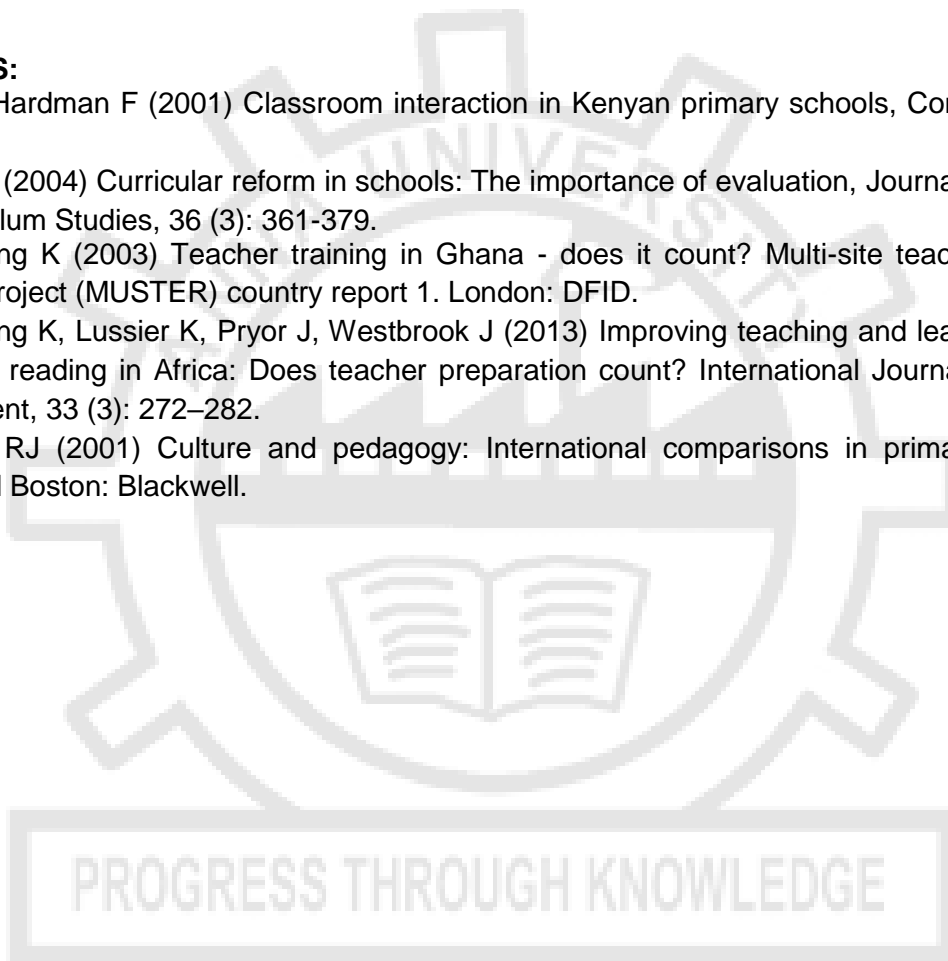 S:
Hardman F (2001) Classroom interaction in Kenyan primary schools, Co
(2004) Curricular reform in schools: The importance of evaluation, Journa
lum Studies, 36 (3): 361-379.
ng K (2003) Teacher training in Ghana - does it count? Multi-site teac
roject (MUSTER) country report 1. London: DFID.
ng K, Lussier K, Pryor J, Westbrook J (2013) Improving teaching and lea
reading in Africa: Does teacher preparation count? International Journa
ent, 33 (3): 272–282.
RJ (2001) Culture and pedagogy: International comparisons in prima
Boston: Blackwell.
UNIVERSITY
PROGRESS THROUGH KNOWLEDGE